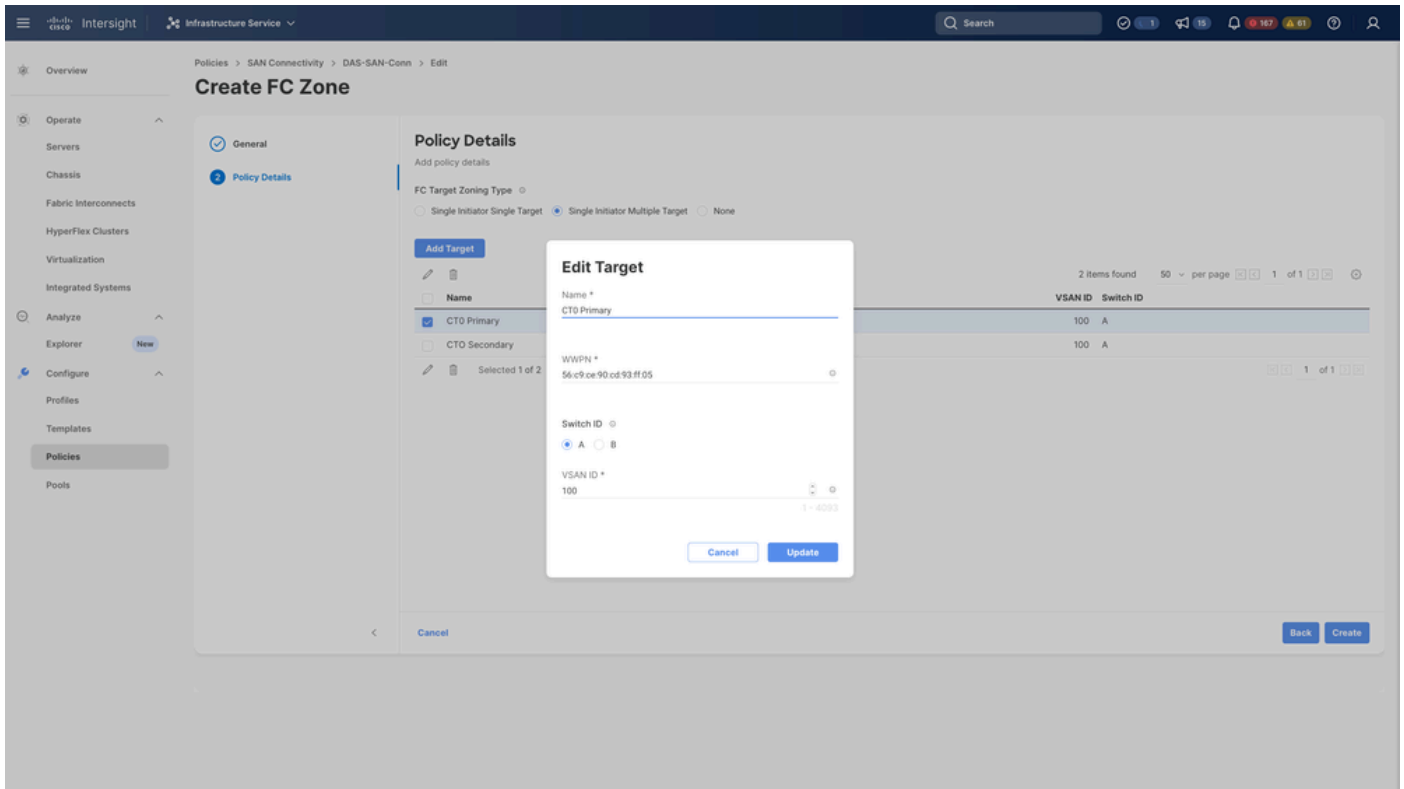 cisco Intersight
Infrastructure Service
Search
1
15
167
61
Overview
Operate
Servers
Chassis
Fabric Interconnects
HyperFlex Clusters
Virtualization
Integrated Systems
Analyze
Explorer New
Configure
Profiles
Templates
Policies
Pools
Policies > SAN Connectivity > DAS-SAN-Conn > Edit
Create FC Zone
General
2 Policy Details
Policy Details
Add policy details
FC Target Zoning Type
Single Initiator Single Target Single Initiator Multiple Target None
Add Target
2 items found 50 per page 1 of 1
Name VSAN ID Switch ID
CT0 Primary 100 A
CT0 Secondary 100 A
Selected 1 of 2 1 of 1
Edit Target
Name *
CT0 Primary
WWPN *
56:c9:ce:90:cd:93:ff:05
Switch ID
A B
VSAN ID *
100
1 - 4093
Cancel Update
Cancel Back Create